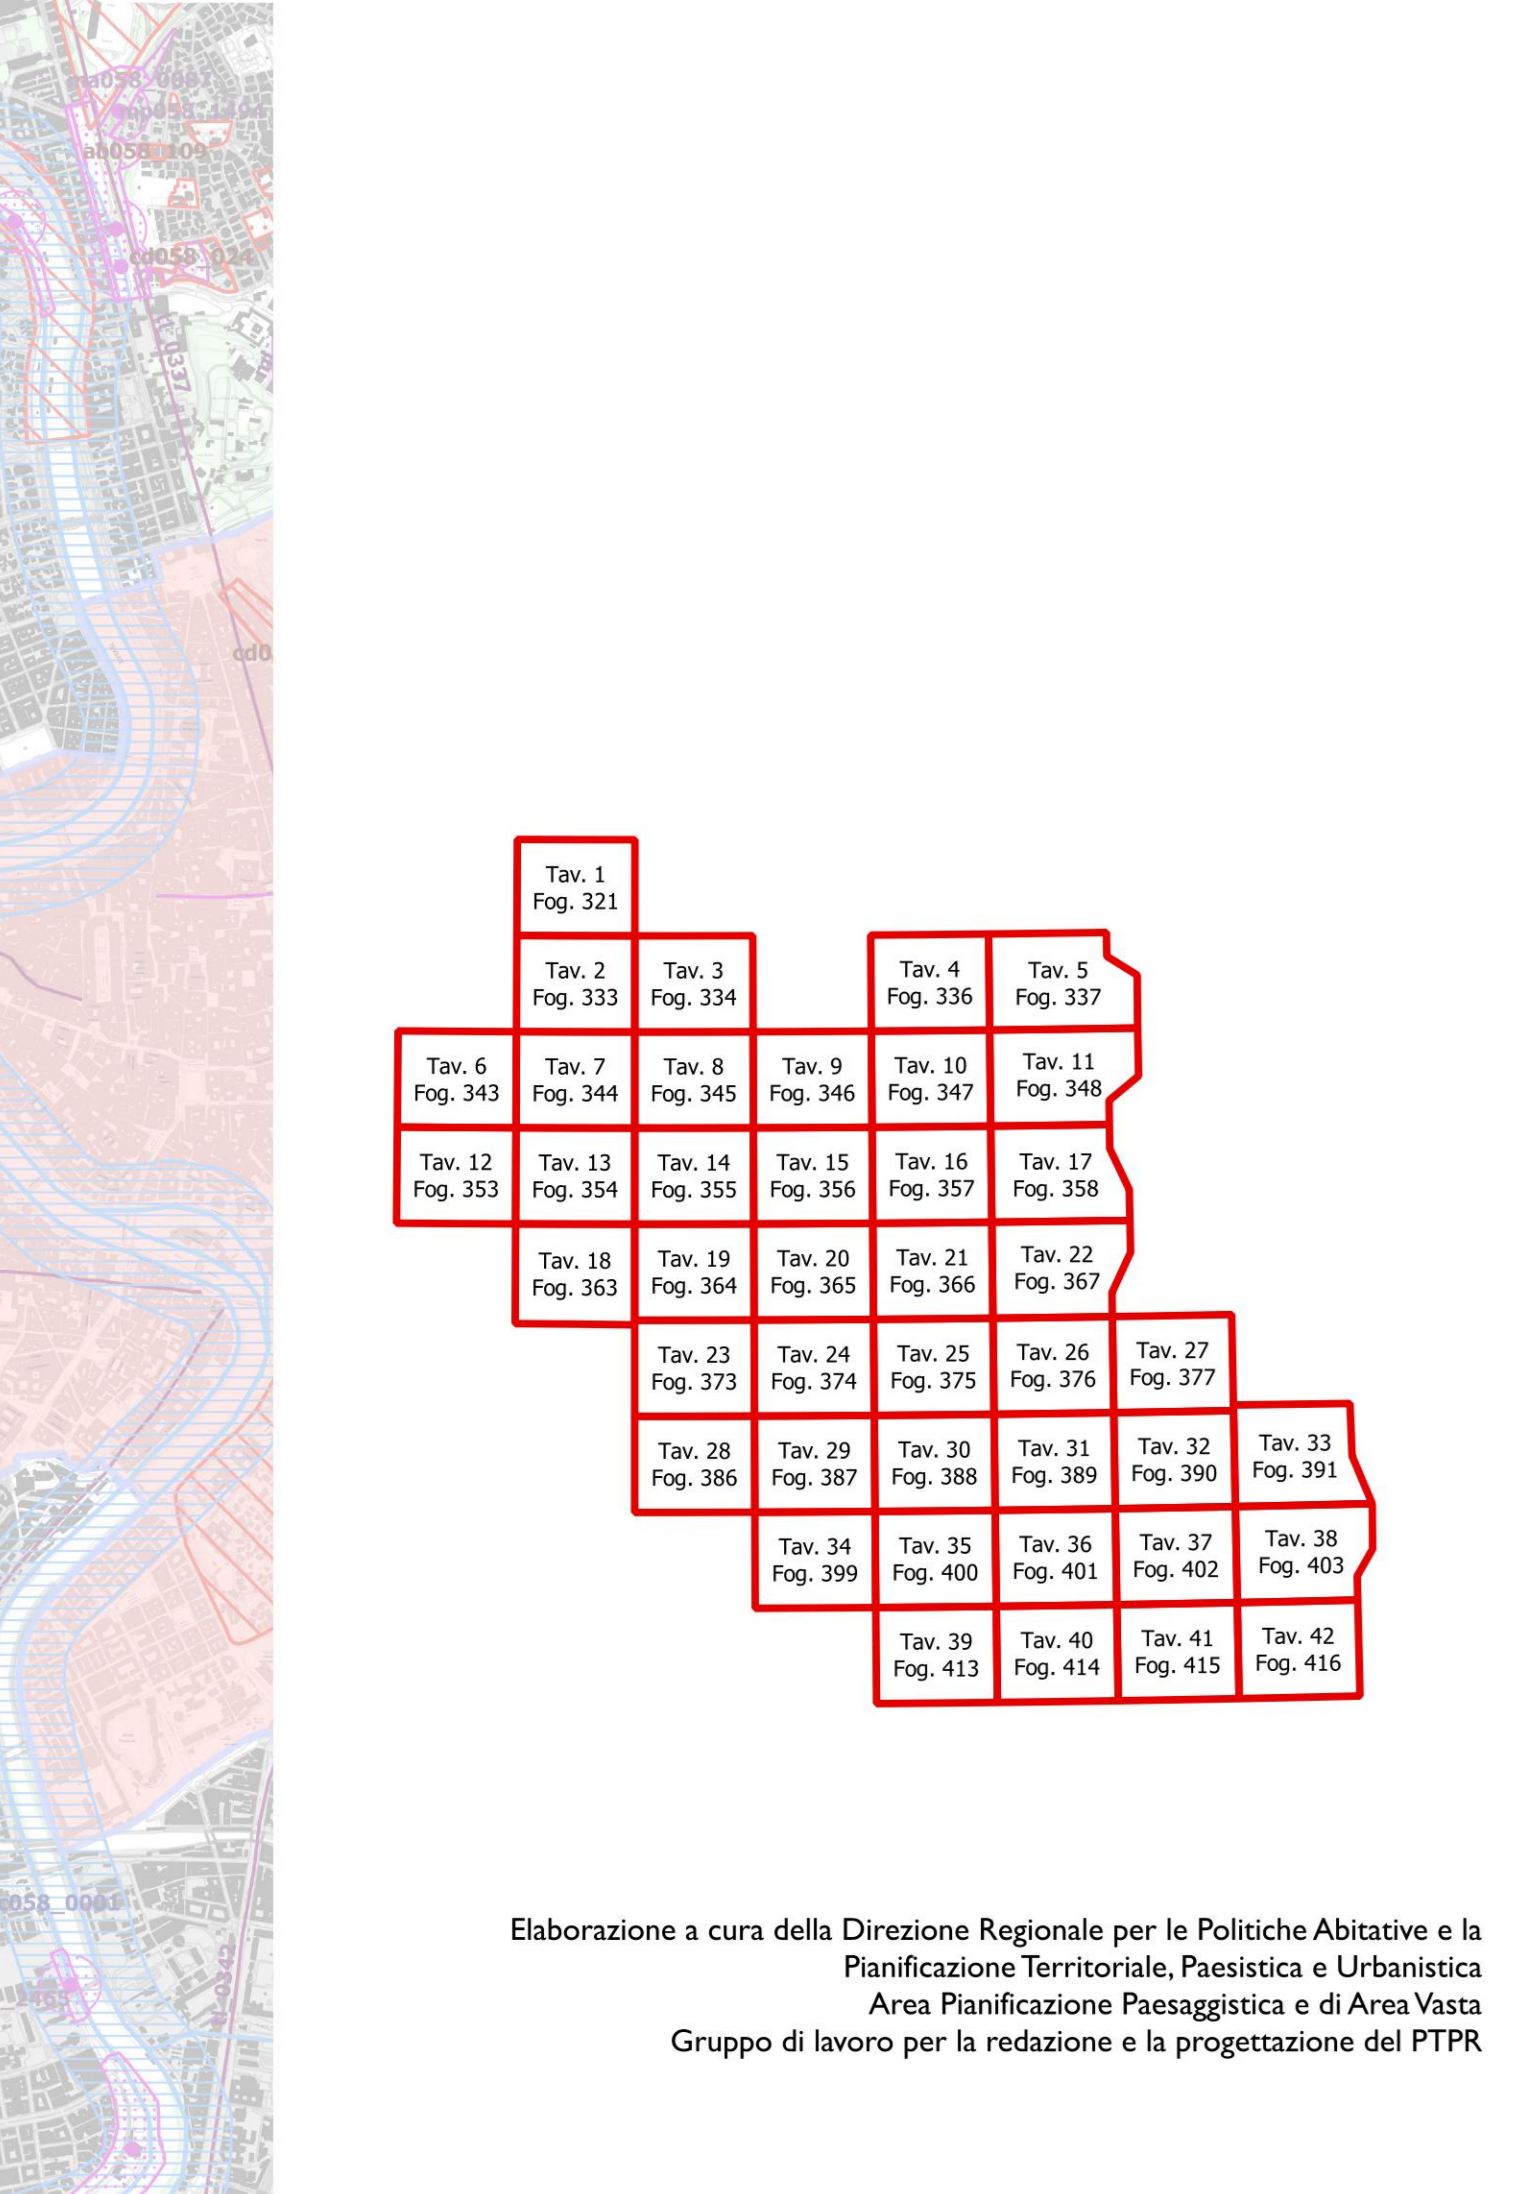 ma058_0087
mp058_1494
ab058_109
cd058_024
tl_0337
cd0
Tav. 1
Fog. 321
Tav. 2
Fog. 333
Tav. 3
Fog. 334
Tav. 4
Fog. 336
Tav. 5
Fog. 337
Tav. 6
Fog. 343
Tav. 7
Fog. 344
Tav. 8
Fog. 345
Tav. 9
Fog. 346
Tav. 10
Fog. 347
Tav. 11
Fog. 348
Tav. 12
Fog. 353
Tav. 13
Fog. 354
Tav. 14
Fog. 355
Tav. 15
Fog. 356
Tav. 16
Fog. 357
Tav. 17
Fog. 358
Tav. 18
Fog. 363
Tav. 19
Fog. 364
Tav. 20
Fog. 365
Tav. 21
Fog. 366
Tav. 22
Fog. 367
Tav. 23
Fog. 373
Tav. 24
Fog. 374
Tav. 25
Fog. 375
Tav. 26
Fog. 376
Tav. 27
Fog. 377
Tav. 28
Fog. 386
Tav. 29
Fog. 387
Tav. 30
Fog. 388
Tav. 31
Fog. 389
Tav. 32
Fog. 390
Tav. 33
Fog. 391
Tav. 34
Fog. 399
Tav. 35
Fog. 400
Tav. 36
Fog. 401
Tav. 37
Fog. 402
Tav. 38
Fog. 403
Tav. 39
Fog. 413
Tav. 40
Fog. 414
Tav. 41
Fog. 415
Tav. 42
Fog. 416
c058_0001
tl_0342
Elaborazione a cura della Direzione Regionale per le Politiche Abitative e la
Pianificazione Territoriale, Paesistica e Urbanistica
Area Pianificazione Paesaggistica e di Area Vasta
Gruppo di lavoro per la redazione e la progettazione del PTPR